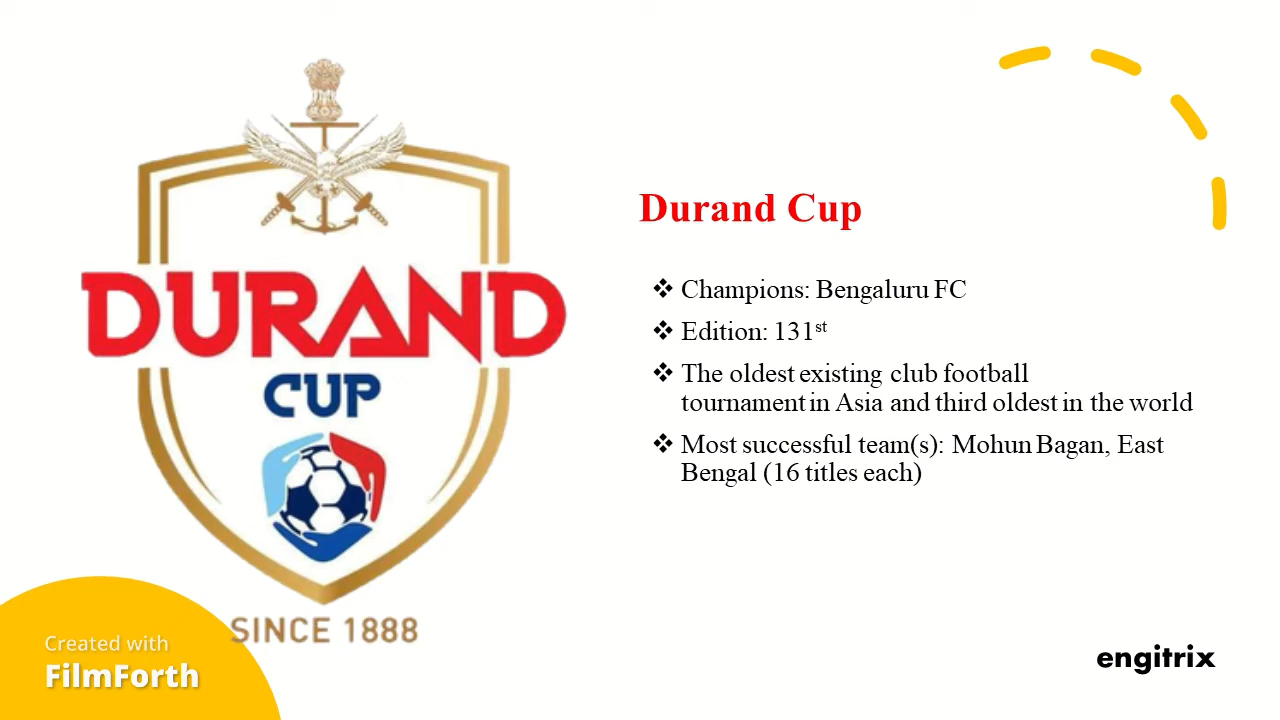 DURAND
CUP
SINCE 1888
Durand Cup
❖ Champions: Bengaluru FC
❖ Edition: 131st
❖ The oldest existing club football
tournament in Asia and third oldest in the world
❖ Most successful team(s): Mohun Bagan, East
Bengal (16 titles each)
Created with
FilmForth
engitrix